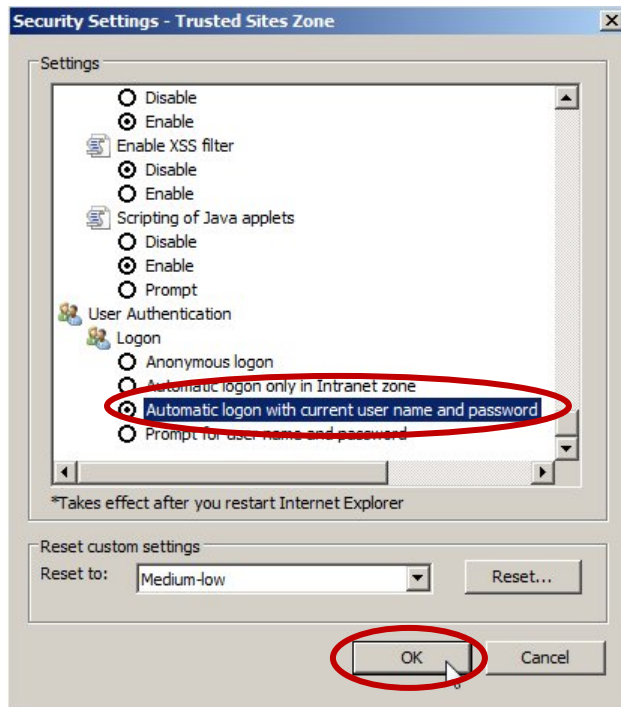 Security Settings - Trusted Sites Zone
Settings
Disable
Enable
Enable XSS filter
Disable
Enable
Scripting of Java applets
Disable
Enable
Prompt
User Authentication
Logon
Anonymous logon
Automatic logon only in Intranet zone
Automatic logon with current user name and password
Prompt for user name and password
*Takes effect after you restart Internet Explorer
Reset custom settings
Reset to: Medium-low Reset...
OK Cancel